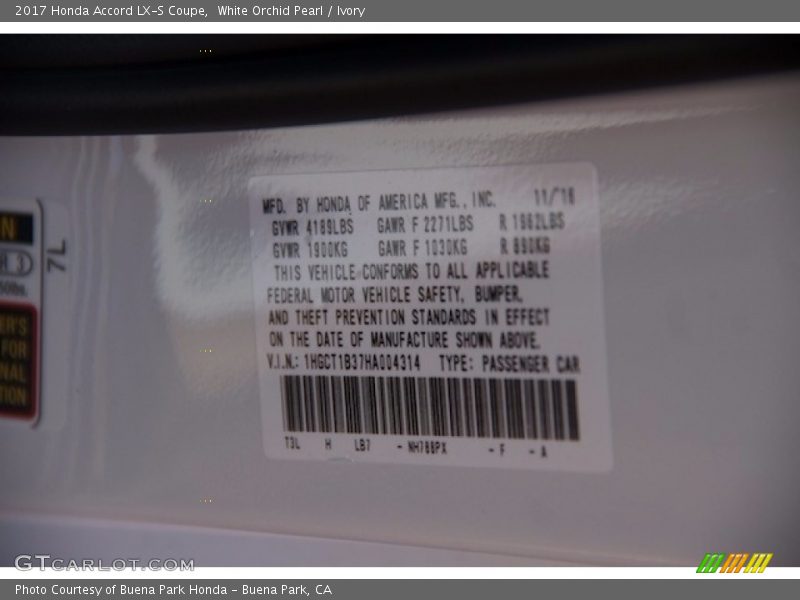 2017 Honda Accord LX-S Coupe, White Orchid Pearl / Ivory
MFD. BY HONDA OF AMERICA MFG., INC. 11/'16
GVWR 4189LBS GAWR F 2271LBS R 1962LBS
GVWR 1900KG GAWR F 1030KG R 890KG
THIS VEHICLE CONFORMS TO ALL APPLICABLE
FEDERAL MOTOR VEHICLE SAFETY, BUMPER,
AND THEFT PREVENTION STANDARDS IN EFFECT
ON THE DATE OF MANUFACTURE SHOWN ABOVE.
V.I.N.: 1HGCT1B37HA004314 TYPE: PASSENGER CAR
T3L H LB7 - NH788PX - F - A
7L
GTCARLOT.COM
Photo Courtesy of Buena Park Honda - Buena Park, CA